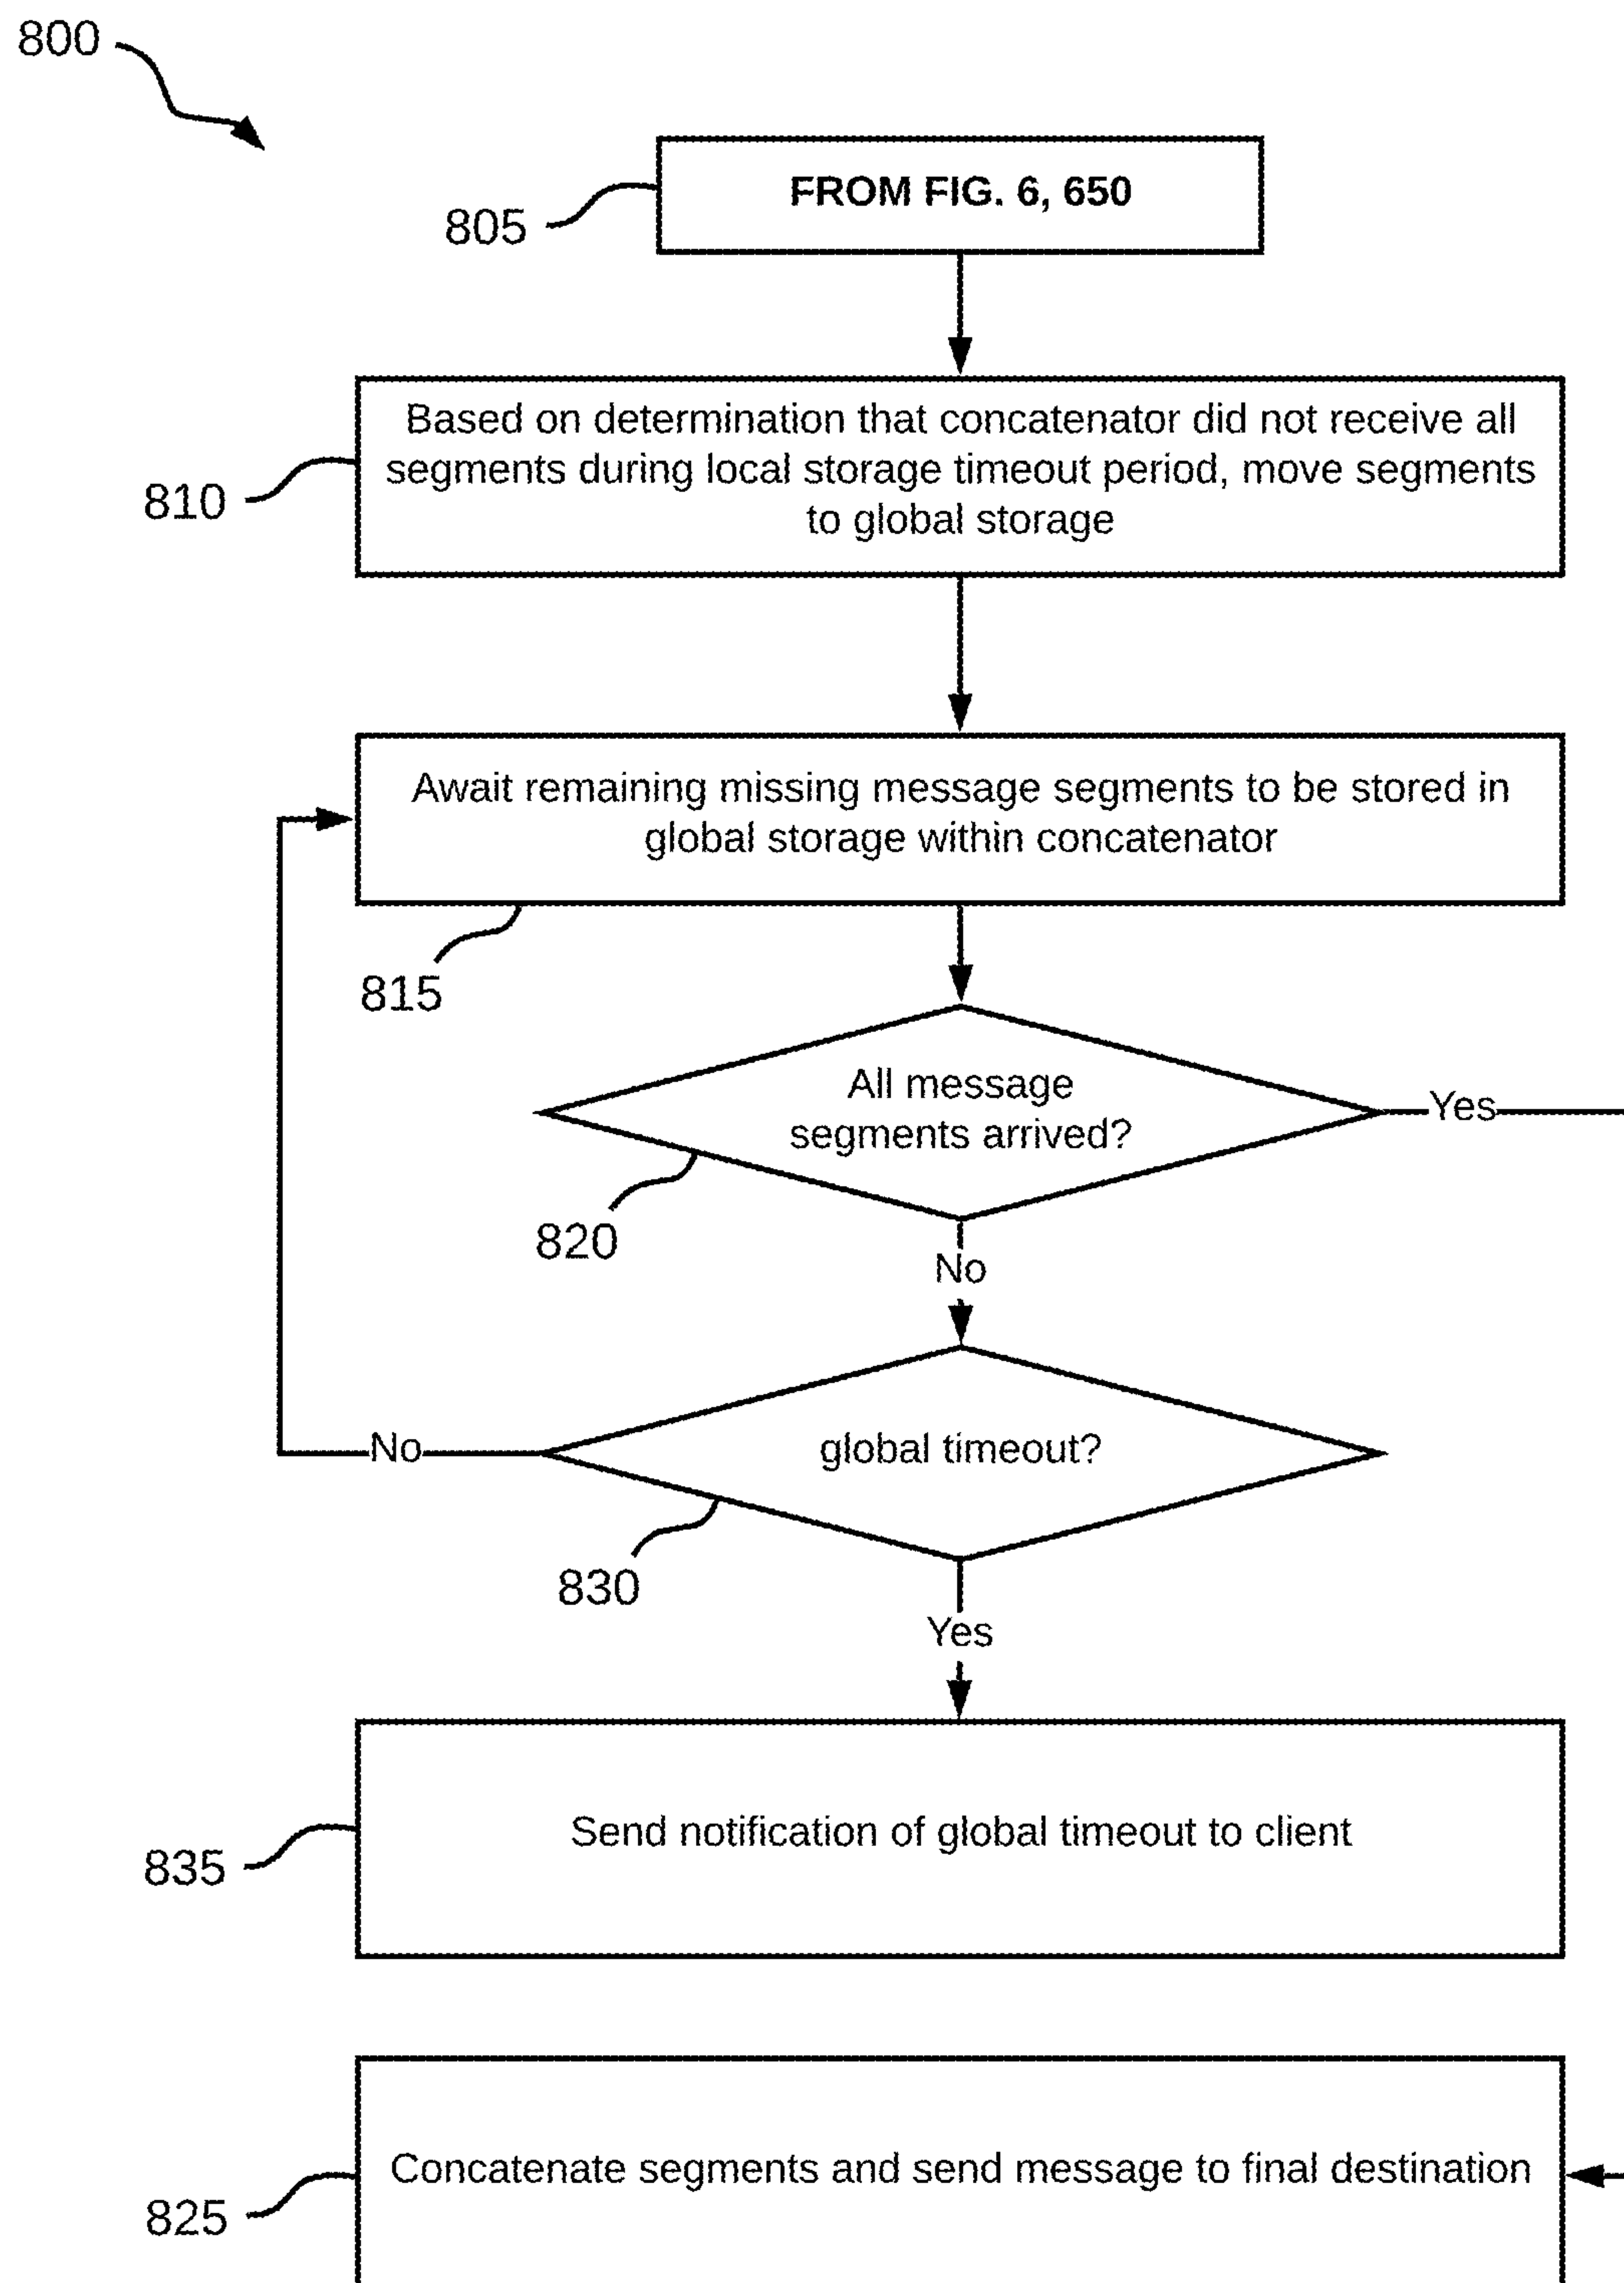 800
FROM FIG. 6, 650
805
Based on determination that concatenator did not receive all
segments during local storage timeout period, move segments
to global storage
810
Await remaining missing message segments to be stored in
global storage within concatenator
815
All message
segments arrived?
Yes
820
No
global timeout?
No
830
Yes
Send notification of global timeout to client
835
Concatenate segments and send message to final destination
825